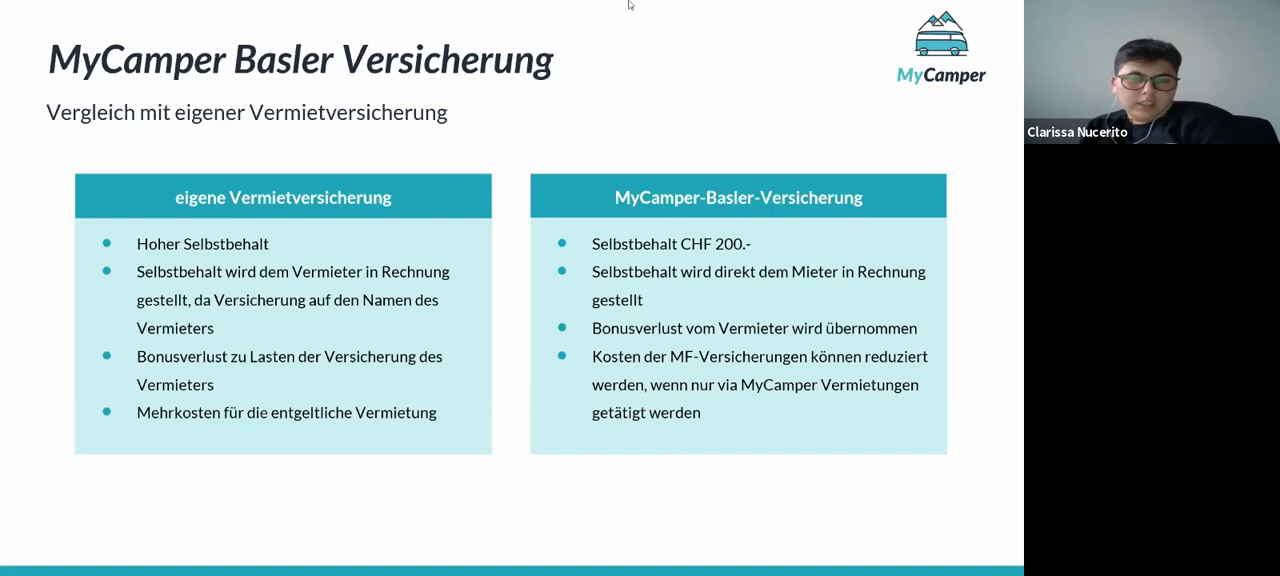 MyCamper Basler Versicherung
Vergleich mit eigener Vermietversicherung
MyCamper
Clarissa Nucerito
eigene Vermietversicherung
Hoher Selbstbehalt
Selbstbehalt wird dem Vermieter in Rechnung
gestellt, da Versicherung auf den Namen des
Vermieters
Bonusverlust zu Lasten der Versicherung des
Vermieters
Mehrkosten für die entgeltliche Vermietung
MyCamper-Basler-Versicherung
Selbstbehalt CHF 200.-
Selbstbehalt wird direkt dem Mieter in Rechnung
gestellt
Bonusverlust vom Vermieter wird übernommen
Kosten der MF-Versicherungen können reduziert
werden, wenn nur via MyCamper Vermietungen
getätigt werden